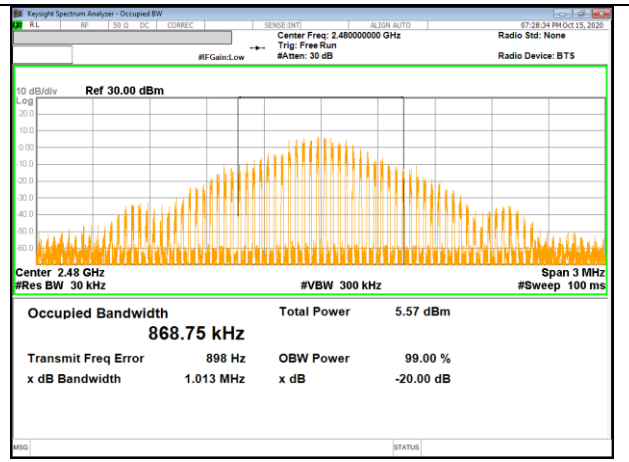 Keysight Spectrum Analyzer - Occupied BW
RL RF 50 Ω DC CORREC SENSE:INT ALIGN AUTO 07:28:34 PM Oct 15, 2020
Center Freq: 2.480000000 GHz Radio Std: None
Trig: Free Run
#IFGain:Low #Atten: 30 dB Radio Device: BTS
10 dB/div Ref 30.00 dBm
Log
20.0
10.0
0.00
-10.0
-20.0
-30.0
-40.0
-50.0
-60.0
Center 2.48 GHz Span 3 MHz
#Res BW 30 kHz #VBW 300 kHz #Sweep 100 ms
Occupied Bandwidth Total Power 5.57 dBm
868.75 kHz
Transmit Freq Error 898 Hz OBW Power 99.00 %
x dB Bandwidth 1.013 MHz x dB -20.00 dB
MSG STATUS